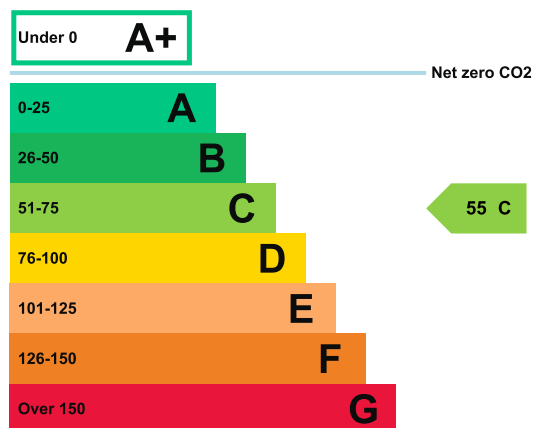 Under 0 A+
Net zero CO2
0-25 A
26-50 B
51-75 C
55 C
76-100 D
101-125 E
126-150 F
Over 150 G